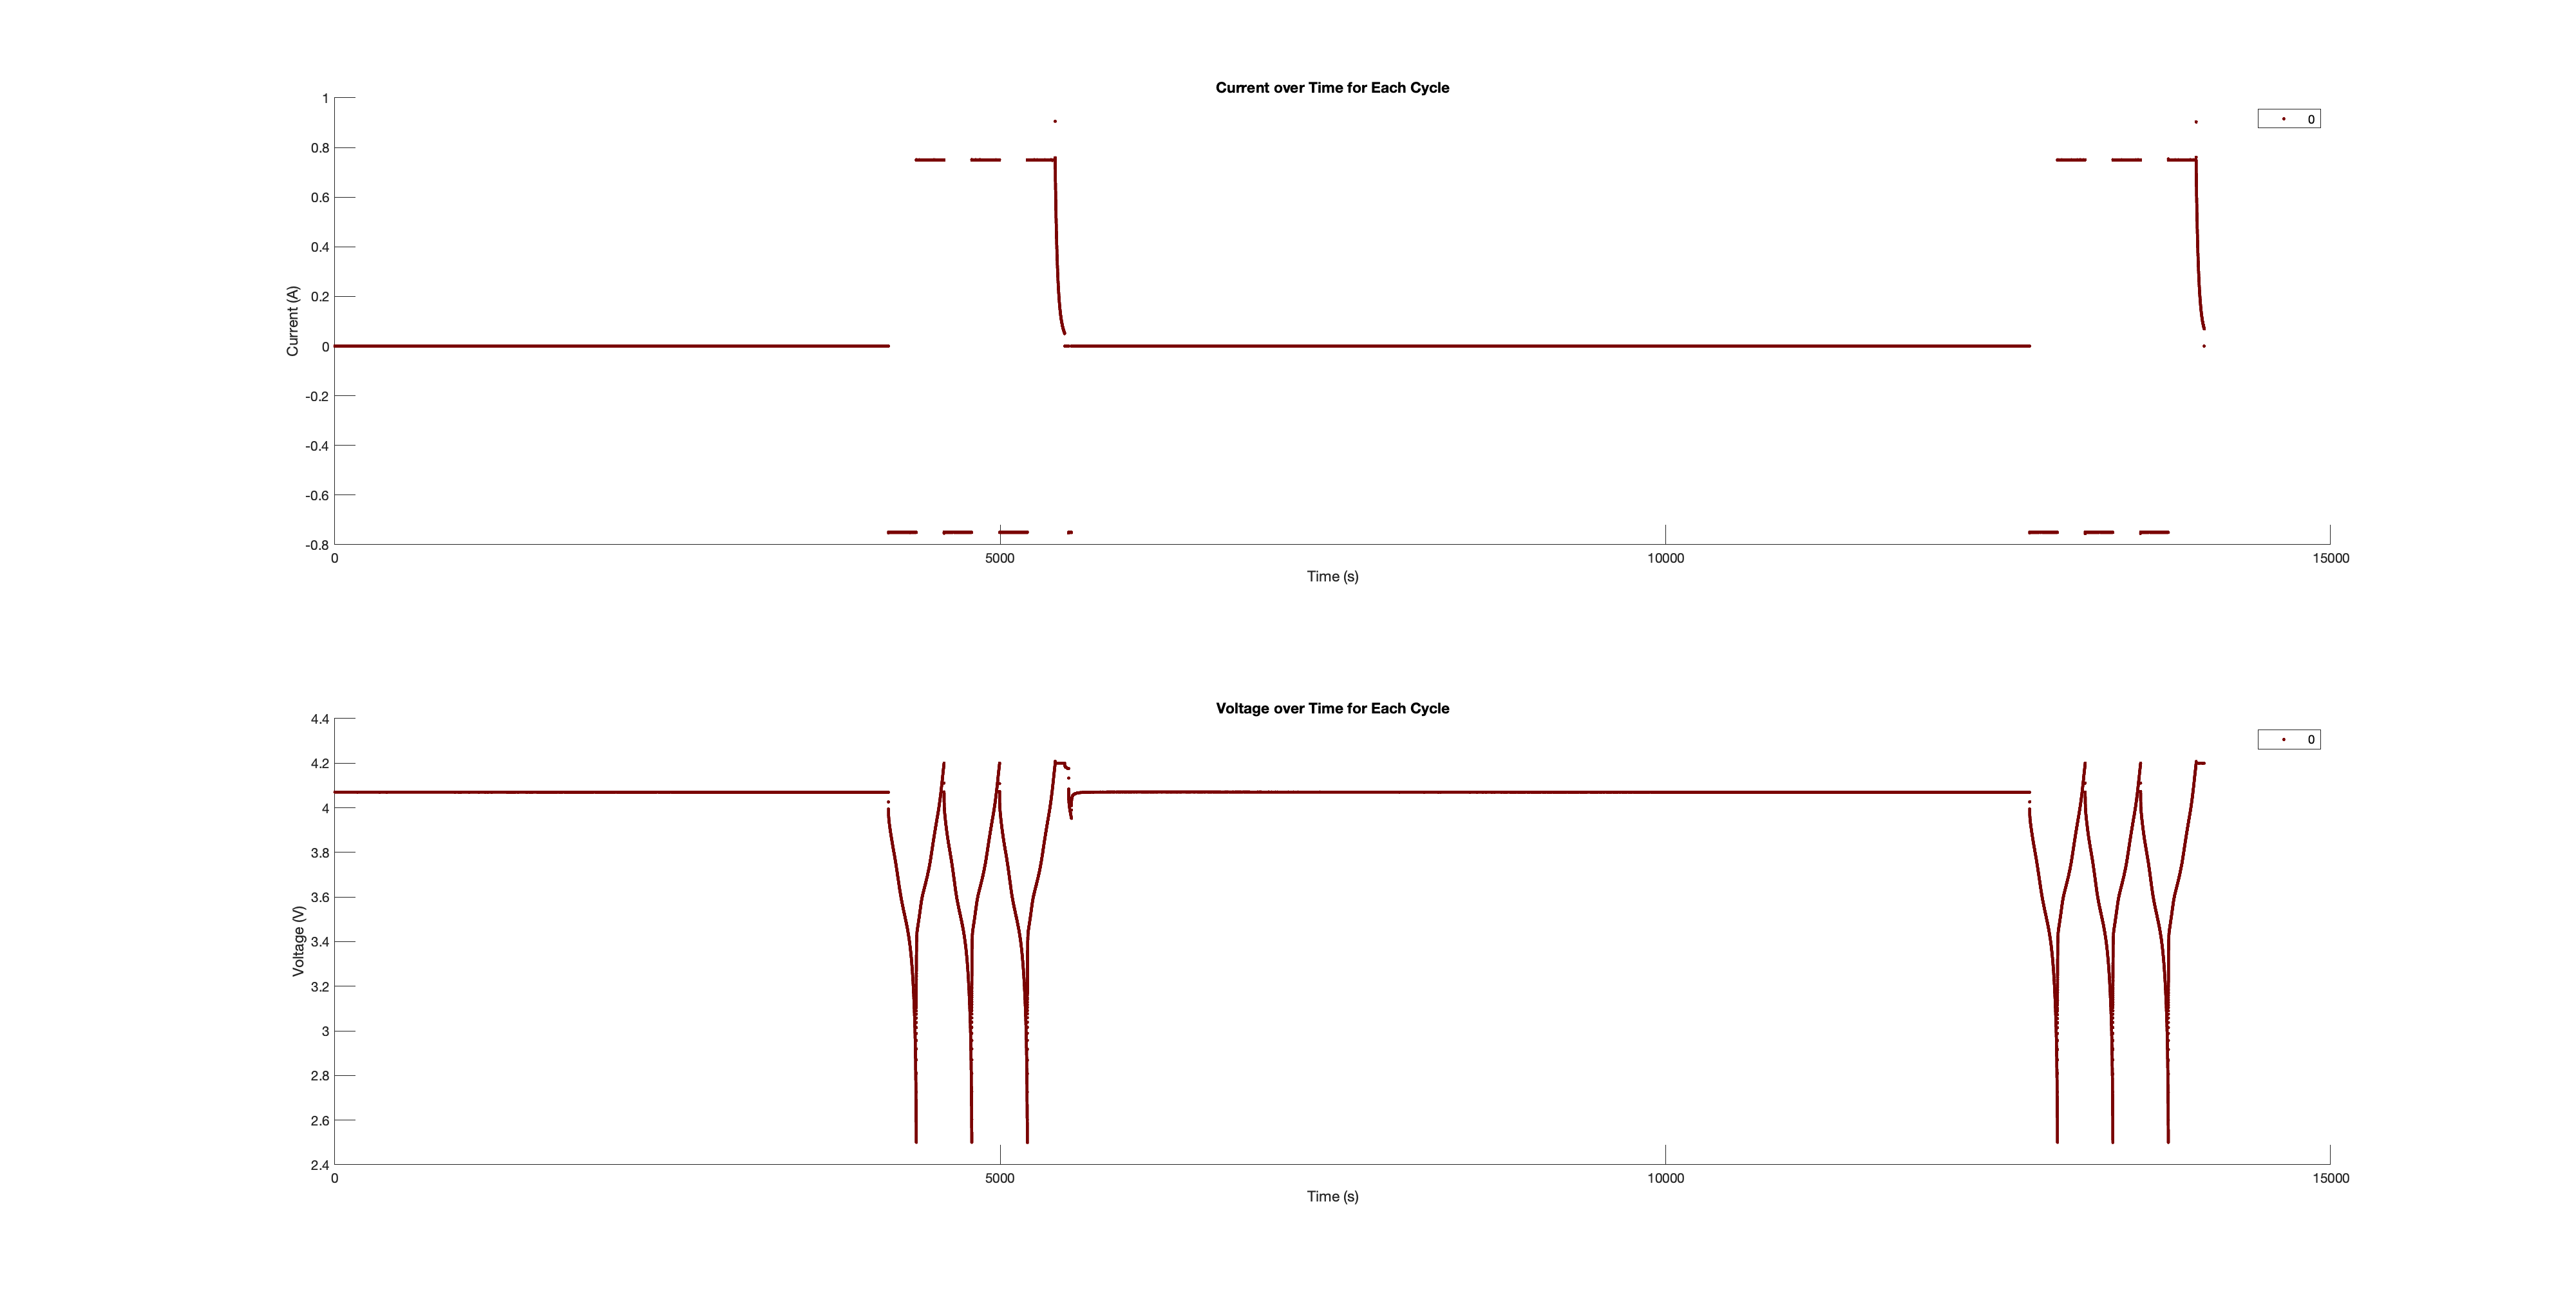 Current over Time for Each Cycle
1
0
0.8
0.6
0.4
0.2
0
-0.2
-0.4
-0.6
-0.8
Current (A)
0 5000 10000 15000
Time (s)
Voltage over Time for Each Cycle
4.4
0
4.2
4
3.8
3.6
3.4
3.2
3
2.8
2.6
2.4
Voltage (V)
0 5000 10000 15000
Time (s)